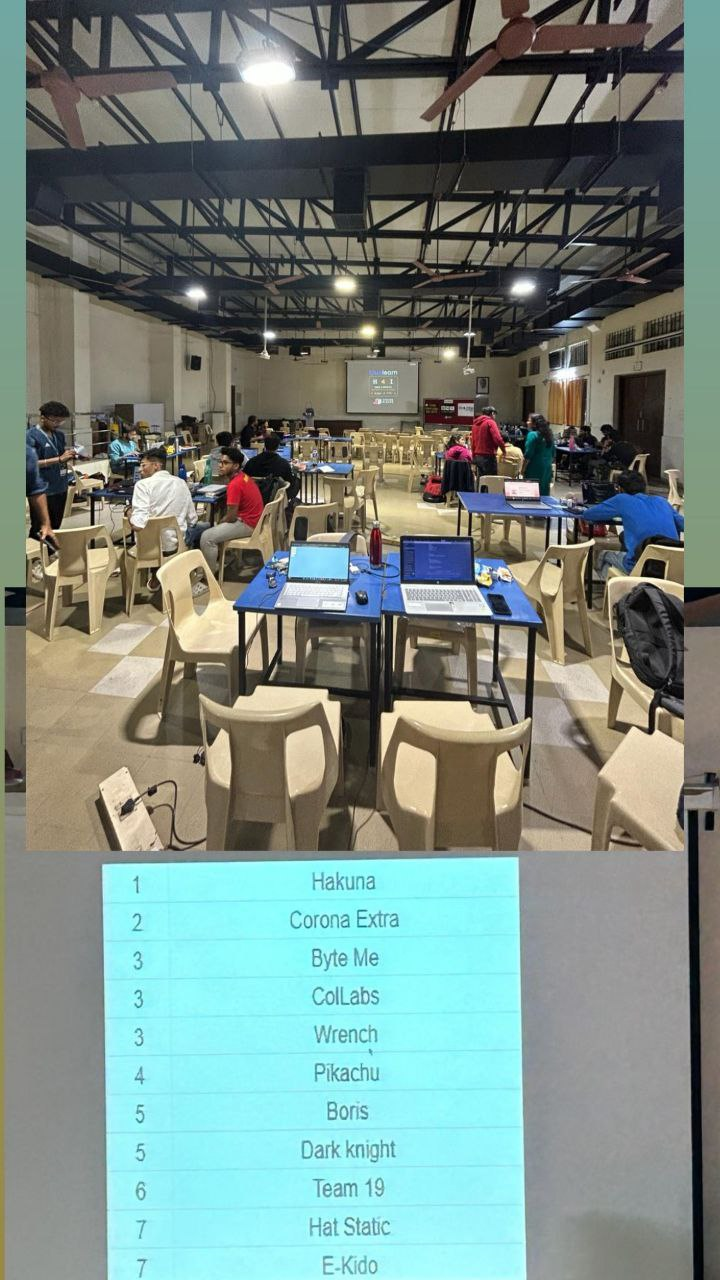 1 Hakuna
2 Corona Extra
3 Byte Me
3 ColLabs
3 Wrench
4 Pikachu
5 Boris
5 Dark knight
6 Team 19
7 Hat Static
7 E-Kido